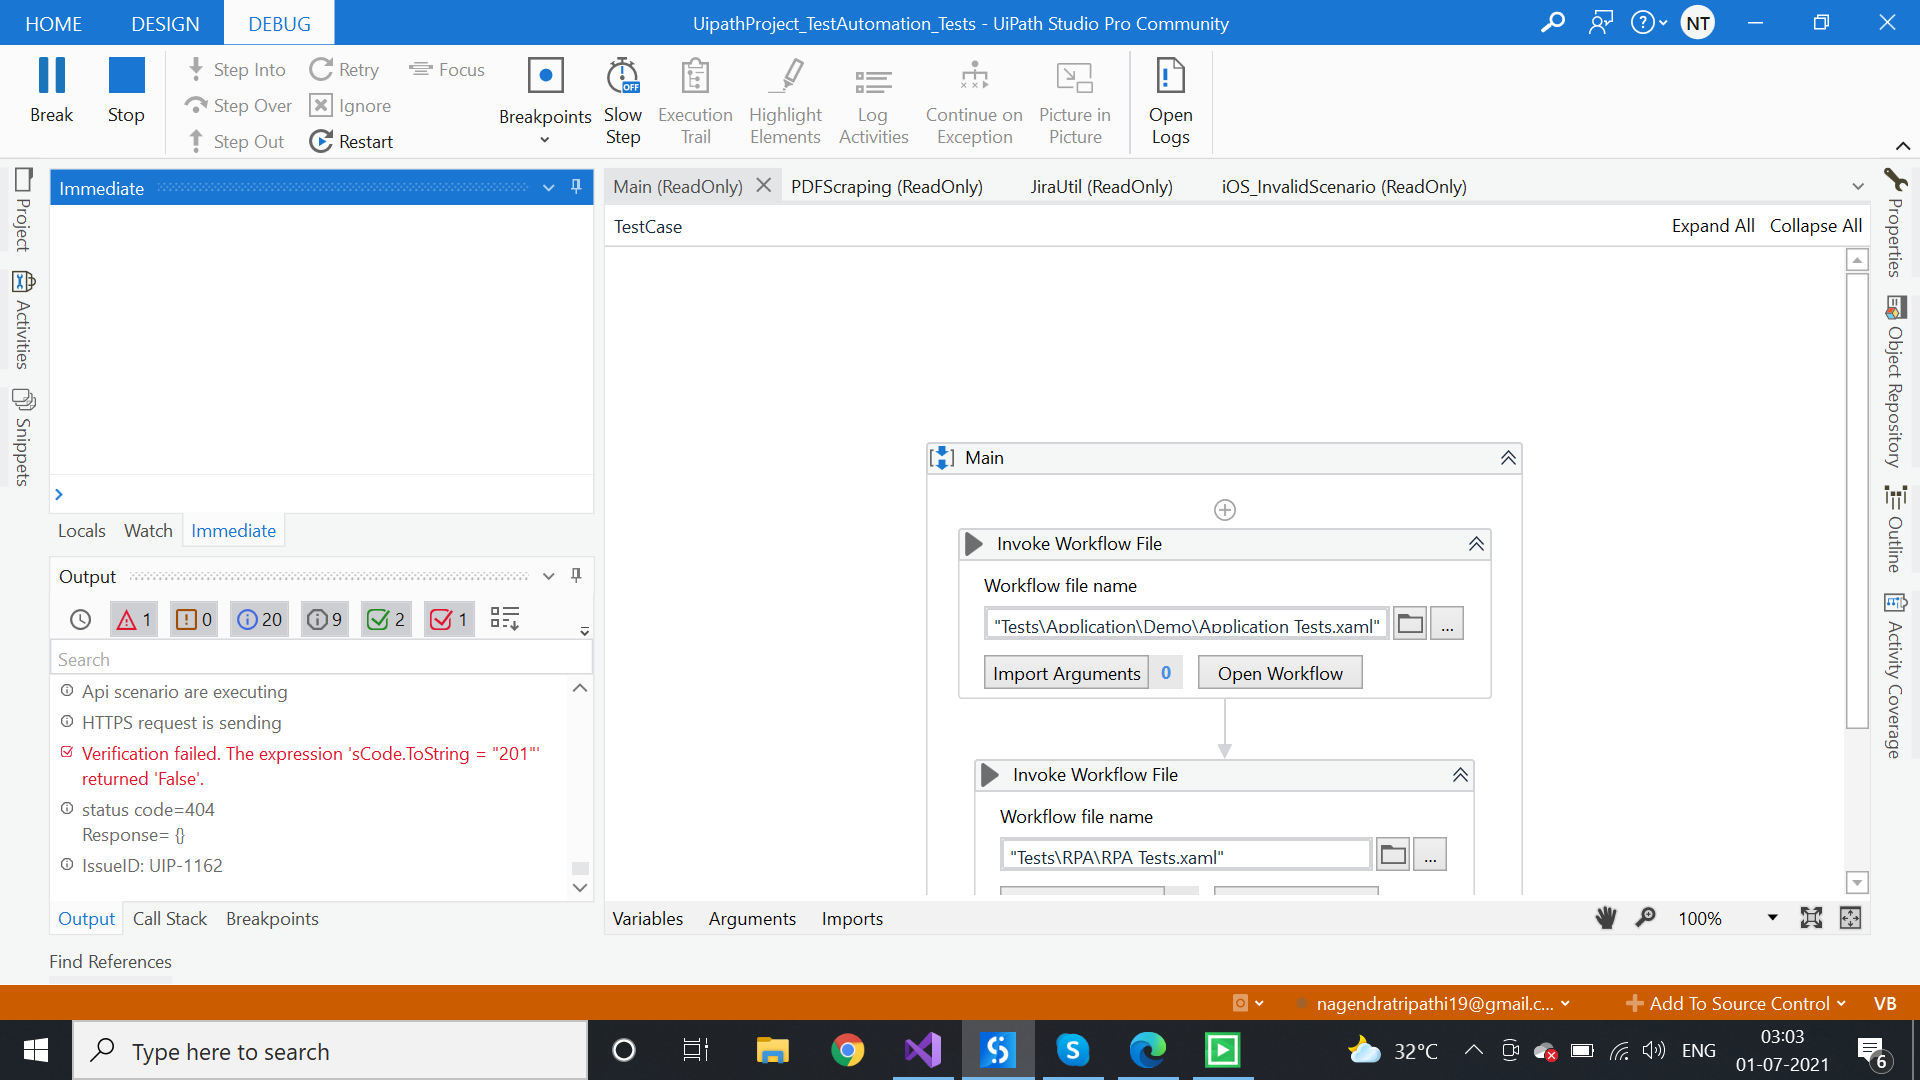 HOME DESIGN DEBUG UipathProject_TestAutomation_Tests - UiPath Studio Pro Community NT
Break
Stop
Step Into
Step Over
Step Out
Retry
Ignore
Restart
Focus
Breakpoints
Slow
Step
OFF
Execution
Trail
Highlight
Elements
Log
Activities
Continue on
Exception
Picture in
Picture
Open
Logs
Project
Activities
Snippets
Immediate
Locals Watch Immediate
Output
1 0 20 9 2 1
Search
Api scenario are executing
HTTPS request is sending
Verification failed. The expression 'sCode.ToString = "201"'
returned 'False'.
status code=404
Response= {}
IssueID: UIP-1162
Output Call Stack Breakpoints
Find References
Main (ReadOnly) PDFScraping (ReadOnly) JiraUtil (ReadOnly) iOS_InvalidScenario (ReadOnly)
TestCase Expand All Collapse All
Main
Invoke Workflow File
Workflow file name
"Tests\Application\Demo\Application Tests.xaml"
...
Import Arguments 0 Open Workflow
Invoke Workflow File
Workflow file name
"Tests\RPA\RPA Tests.xaml"
...
Variables Arguments Imports 100%
Properties
Object Repository
Outline
Activity Coverage
nagendratripathi19@gmail.c... Add To Source Control VB
Type here to search
32°C ENG
03:03
01-07-2021
6